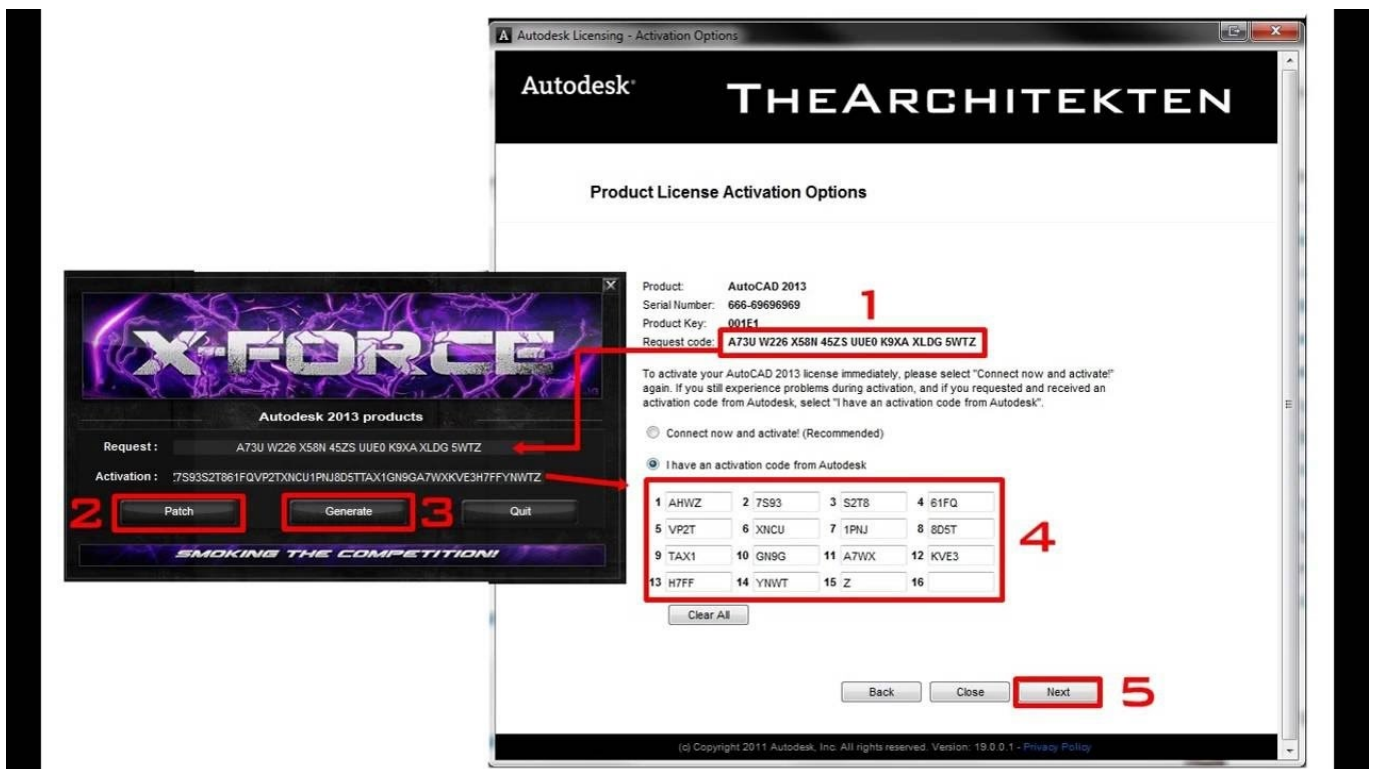 Autodesk Licensing - Activation Options
Autodesk
THEARCHITEKTEN
Product License Activation Options
Product: AutoCAD 2013
Serial Number: 666-69696969
Product Key: 001E1
1
Request code: A73U W226 X58N 45ZS UUE0 K9XA XLDG 5WTZ
To activate your AutoCAD 2013 license immediately, please select "Connect now and activate!"
again. If you still experience problems during activation, and if you requested and received an
activation code from Autodesk, select "I have an activation code from Autodesk".
Connect now and activate! (Recommended)
I have an activation code from Autodesk
1 AHWZ 2 7S93 3 S2T8 4 61FQ
5 VP2T 6 XNCU 7 1PNJ 8 8D5T
9 TAX1 10 GN9G 11 A7WX 12 KVE3
13 H7FF 14 YNWT 15 Z 16
4
Clear All
Back Close Next 5
(c) Copyright 2011 Autodesk, Inc. All rights reserved. Version: 19.0.0.1 - Privacy Policy
X-FORCE
Autodesk 2013 products
Request : A73U W226 X58N 45ZS UUE0 K9XA XLDG 5WTZ
Activation : 7S93S2T861FQVP2TXNCU1PNJ8D5TTAX1GN9GA7WXKVE3H7FFYNWTZ
2 Patch Generate 3 Quit
SMOKING THE COMPETITION!